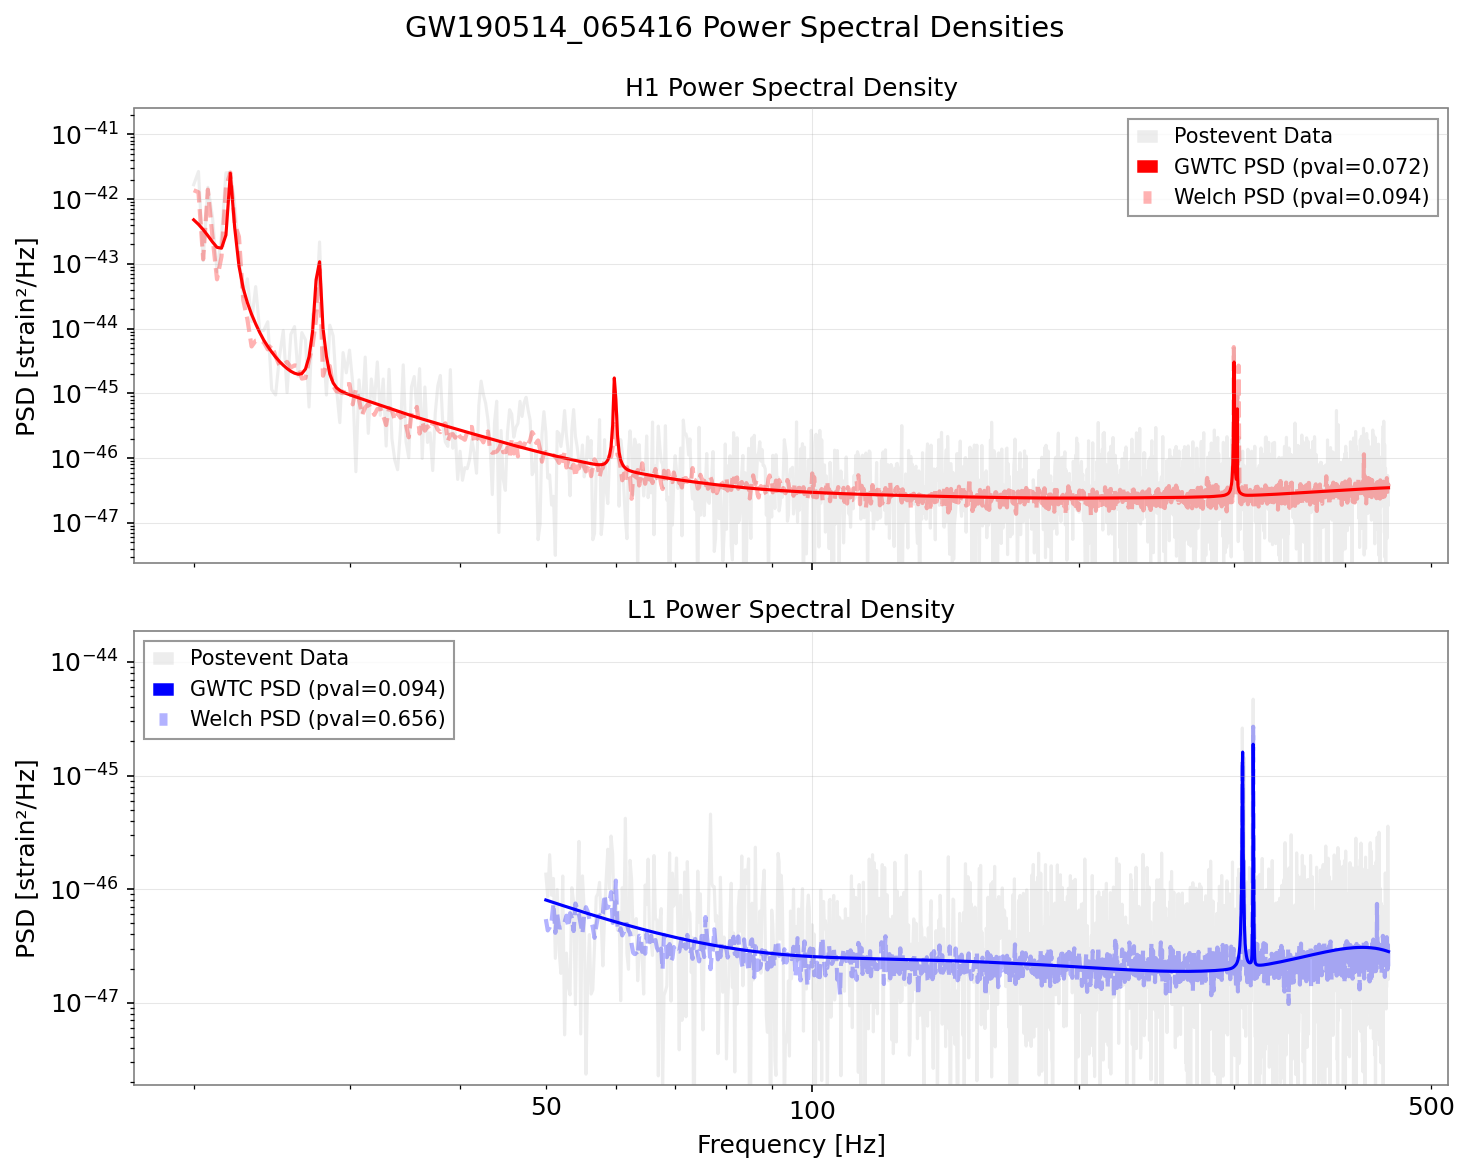 GW190514_065416 Power Spectral Densities
H1 Power Spectral Density
PSD [strain²/Hz]
10⁻⁴¹
10⁻⁴²
10⁻⁴³
10⁻⁴⁴
10⁻⁴⁵
10⁻⁴⁶
10⁻⁴⁷
Postevent Data
GWTC PSD (pval=0.072)
Welch PSD (pval=0.094)
L1 Power Spectral Density
PSD [strain²/Hz]
10⁻⁴⁴
10⁻⁴⁵
10⁻⁴⁶
10⁻⁴⁷
Postevent Data
GWTC PSD (pval=0.094)
Welch PSD (pval=0.656)
50 100 500
Frequency [Hz]